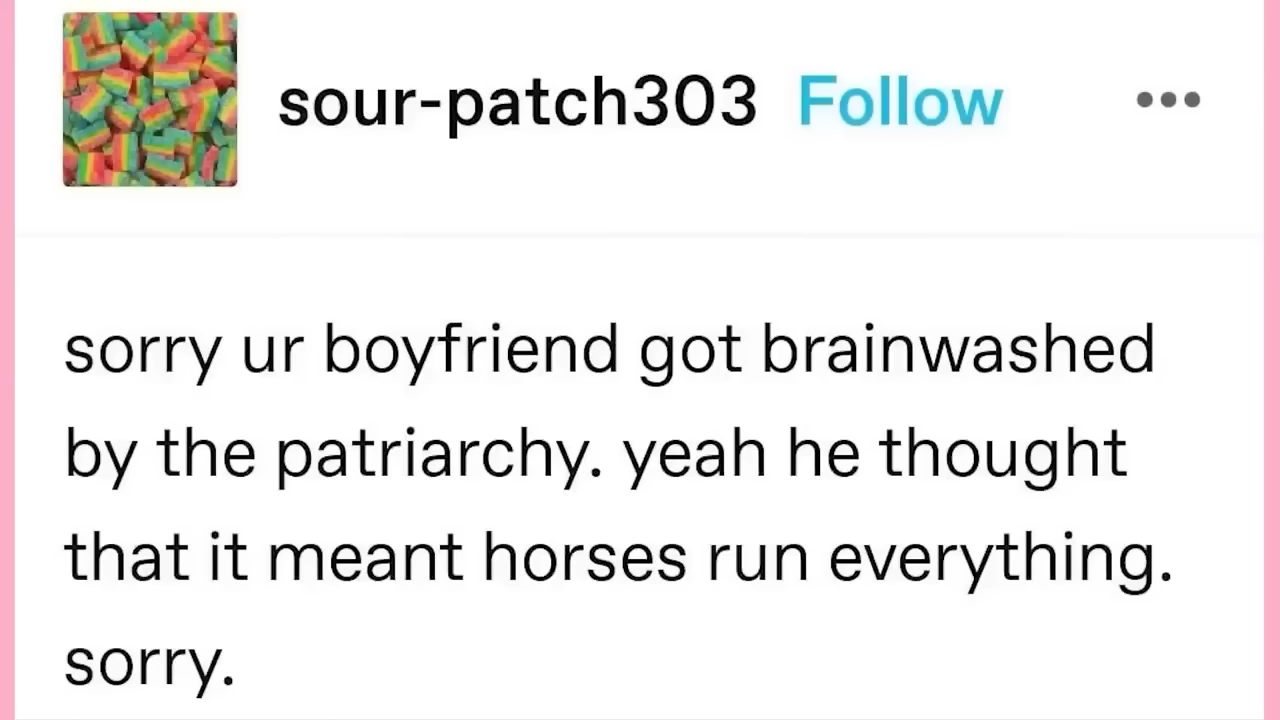 sour-patch303 Follow
sorry ur boyfriend got brainwashed
by the patriarchy. yeah he thought
that it meant horses run everything.
sorry.